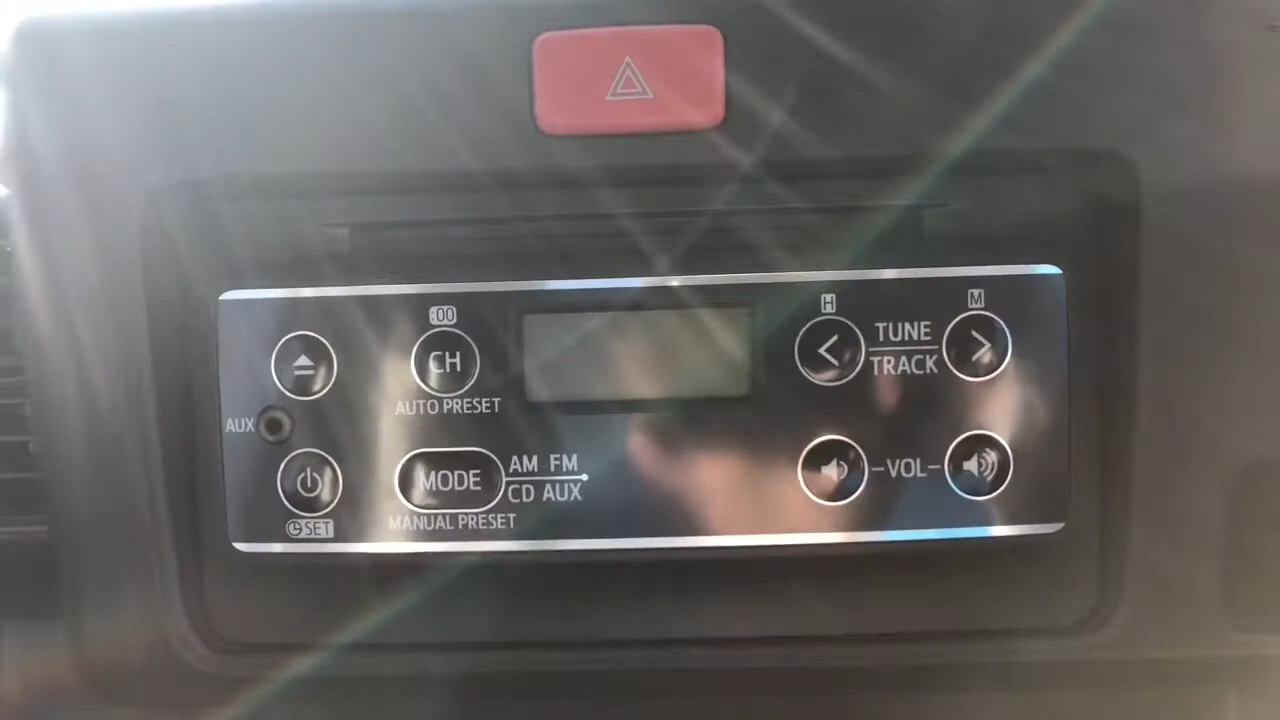 :00
H
M
CH
TUNE
TRACK
AUTO PRESET
AUX
MODE
AM FM
CD AUX
-VOL-
MANUAL PRESET
SET